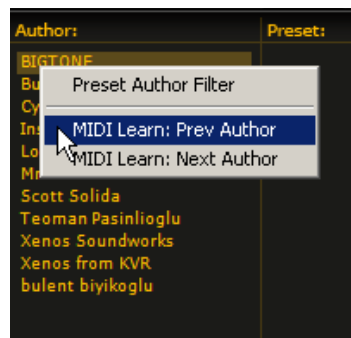 Author:
Preset:
BIGTONE
Preset Author Filter
MIDI Learn: Prev Author
MIDI Learn: Next Author
Scott Solida
Teoman Pasinlioglu
Xenos Soundworks
Xenos from KVR
bulent biyikoglu